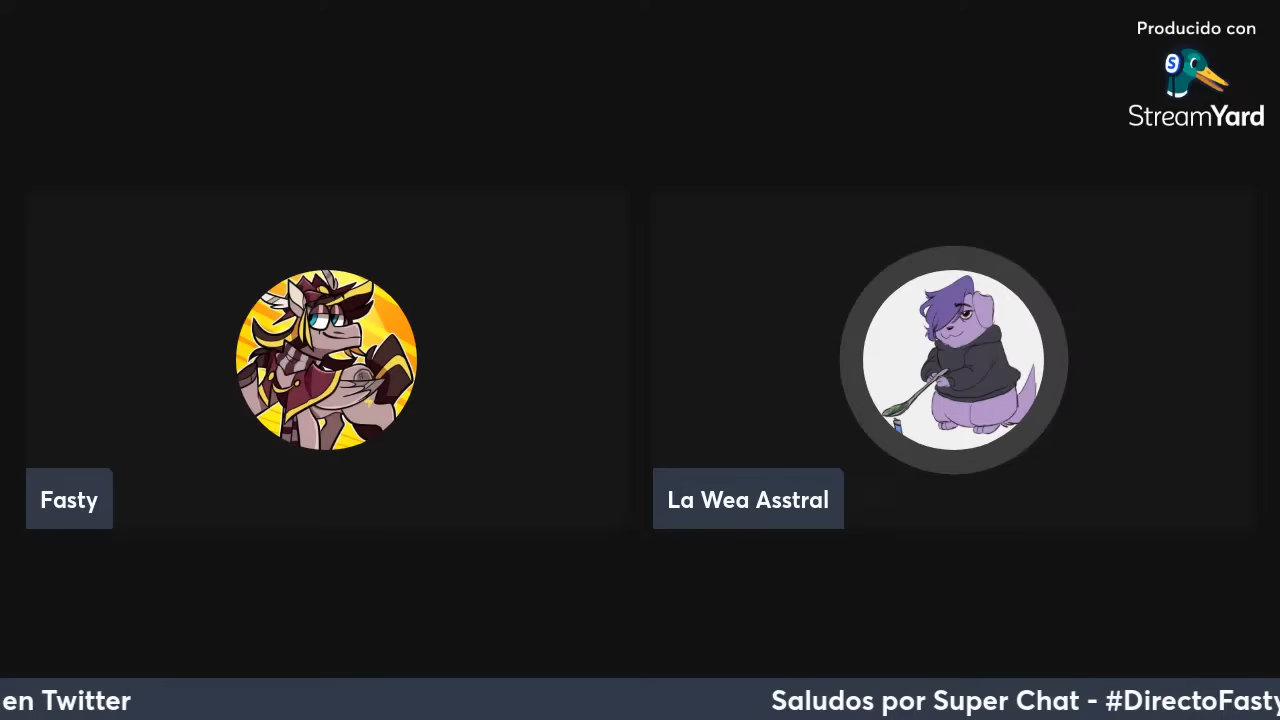 Producido con
S
StreamYard
Fasty
La Wea Asstral
en Twitter
Saludos por Super Chat - #DirectoFasty